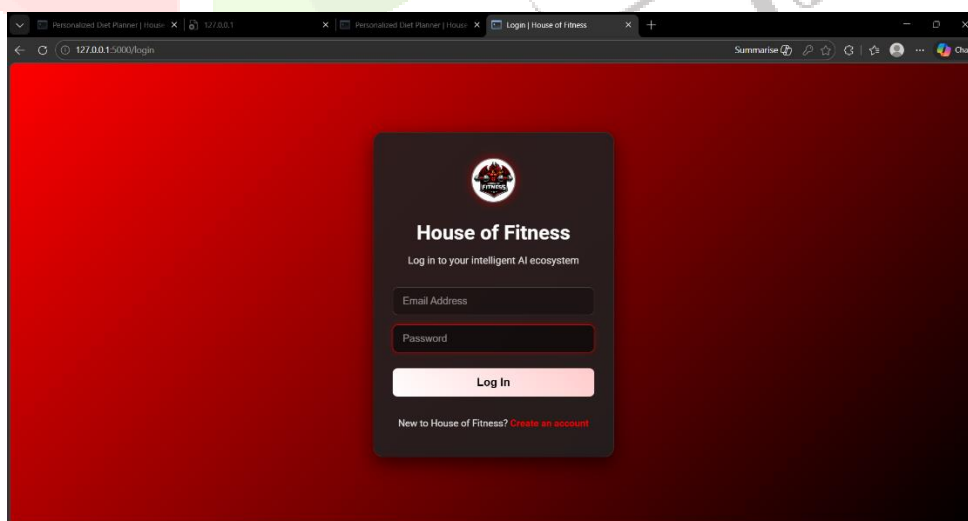 Personalized Diet Planner | House
127.0.0.1
Personalized Diet Planner | House
Login | House of Fitness
127.0.0.1:5000/login
Summarise
Cha
FITNESS
House of Fitness
Log in to your intelligent AI ecosystem
Email Address
Password
Log In
New to House of Fitness? Create an account